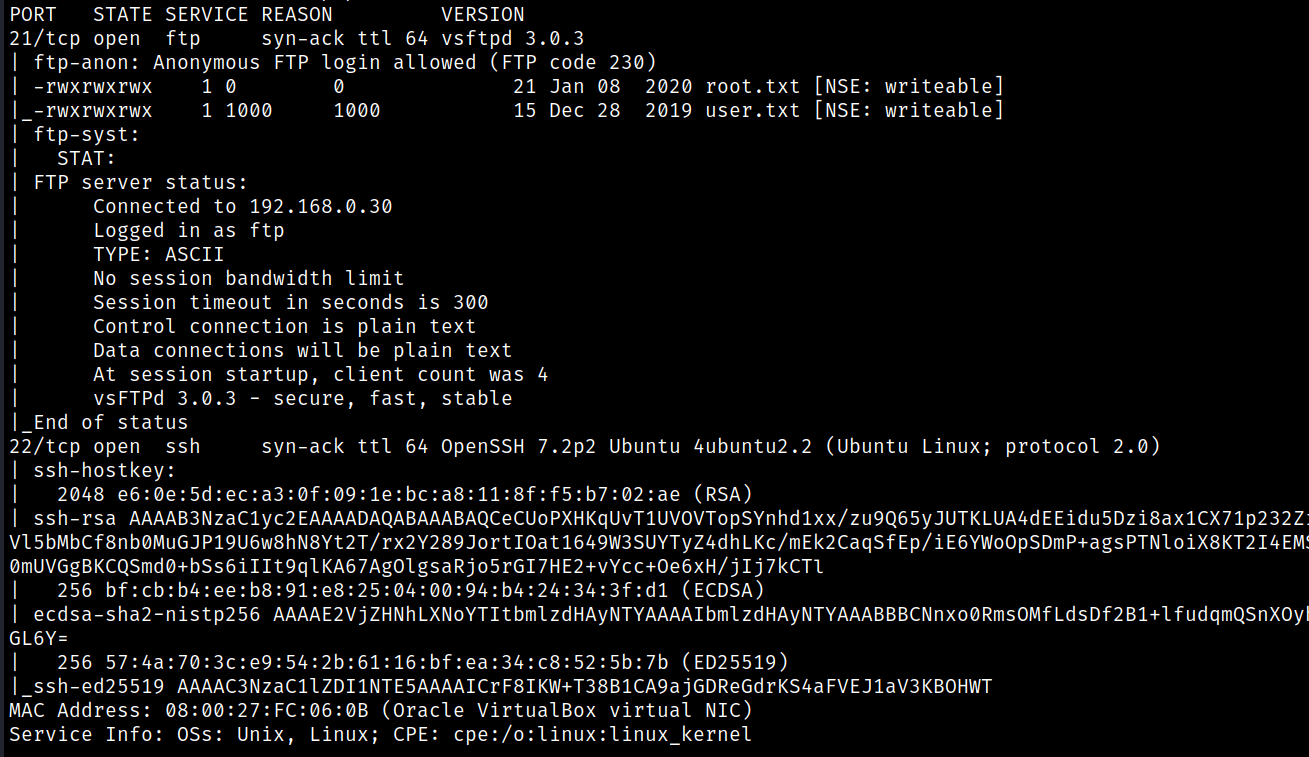 PORT   STATE SERVICE REASON         VERSION
21/tcp open  ftp     syn-ack ttl 64 vsftpd 3.0.3
| ftp-anon: Anonymous FTP login allowed (FTP code 230)
| -rwxrwxrwx    1 0        0              21 Jan 08  2020 root.txt [NSE: writeable]
|_-rwxrwxrwx    1 1000     1000           15 Dec 28  2019 user.txt [NSE: writeable]
| ftp-syst:
|   STAT:
| FTP server status:
|      Connected to 192.168.0.30
|      Logged in as ftp
|      TYPE: ASCII
|      No session bandwidth limit
|      Session timeout in seconds is 300
|      Control connection is plain text
|      Data connections will be plain text
|      At session startup, client count was 4
|      vsFTPd 3.0.3 - secure, fast, stable
|_End of status
22/tcp open  ssh     syn-ack ttl 64 OpenSSH 7.2p2 Ubuntu 4ubuntu2.2 (Ubuntu Linux; protocol 2.0)
| ssh-hostkey:
|   2048 e6:0e:5d:ec:a3:0f:09:1e:bc:a8:11:8f:f5:b7:02:ae (RSA)
| ssh-rsa AAAAB3NzaC1yc2EAAAADAQABAAABAQCeCUoPXHKqUvT1UVOVTopSYnhd1xx/zu9Q65yJUTKLUA4dEEidu5Dzi8ax1CX71p232Zi
Vl5bMbCf8nb0MuGJP19U6w8hN8Yt2T/rx2Y289JortIOat1649W3SUYTyZ4dhLKc/mEk2CaqSfEp/iE6YWoOpSDmP+agsPTNloiX8KT2I4EMS
0mUVGgBKCQSmd0+bSs6iIIt9qlKA67AgOlgsaRjo5rGI7HE2+vYcc+Oe6xH/jIj7kCTl
|   256 bf:cb:b4:ee:b8:91:e8:25:04:00:94:b4:24:34:3f:d1 (ECDSA)
| ecdsa-sha2-nistp256 AAAAE2VjZHNhLXNoYTItbmlzdHAyNTYAAAAIbmlzdHAyNTYAAABBBCNnxo0RmsOMfLdsDf2B1+lfudqmQSnXOyh
GL6Y=
|   256 57:4a:70:3c:e9:54:2b:61:16:bf:ea:34:c8:52:5b:7b (ED25519)
|_ssh-ed25519 AAAAC3NzaC1lZDI1NTE5AAAAICrF8IKW+T38B1CA9ajGDReGdrKS4aFVEJ1aV3KBOHWT
MAC Address: 08:00:27:FC:06:0B (Oracle VirtualBox virtual NIC)
Service Info: OSs: Unix, Linux; CPE: cpe:/o:linux:linux_kernel